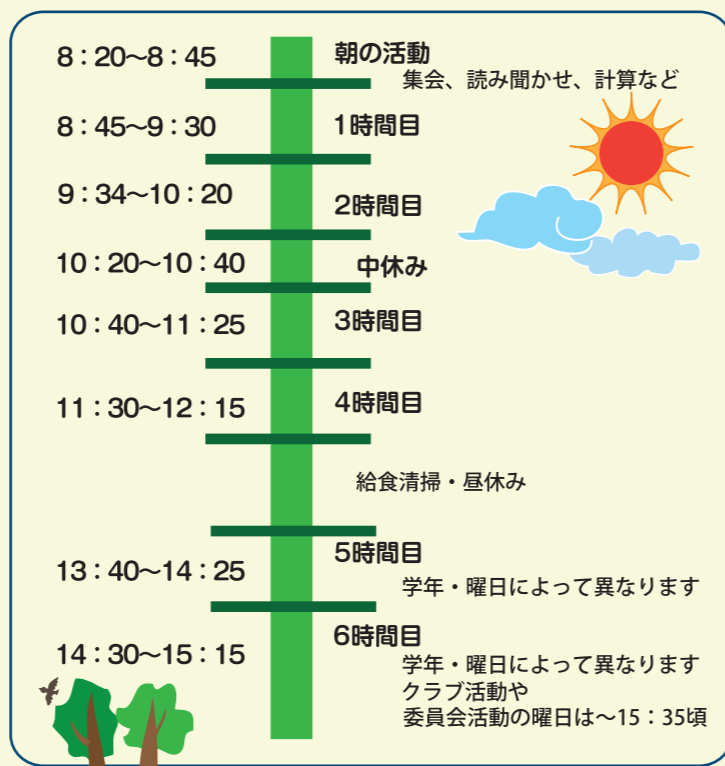 8：20〜8：45 朝の活動
集会、読み聞かせ、計算など
8：45〜9：30 1時間目
9：34〜10：20 2時間目
10：20〜10：40 中休み
10：40〜11：25 3時間目
11：30〜12：15 4時間目
給食清掃・昼休み
13：40〜14：25 5時間目
学年・曜日によって異なります
14：30〜15：15 6時間目
学年・曜日によって異なります
クラブ活動や
委員会活動の曜日は〜15：35頃